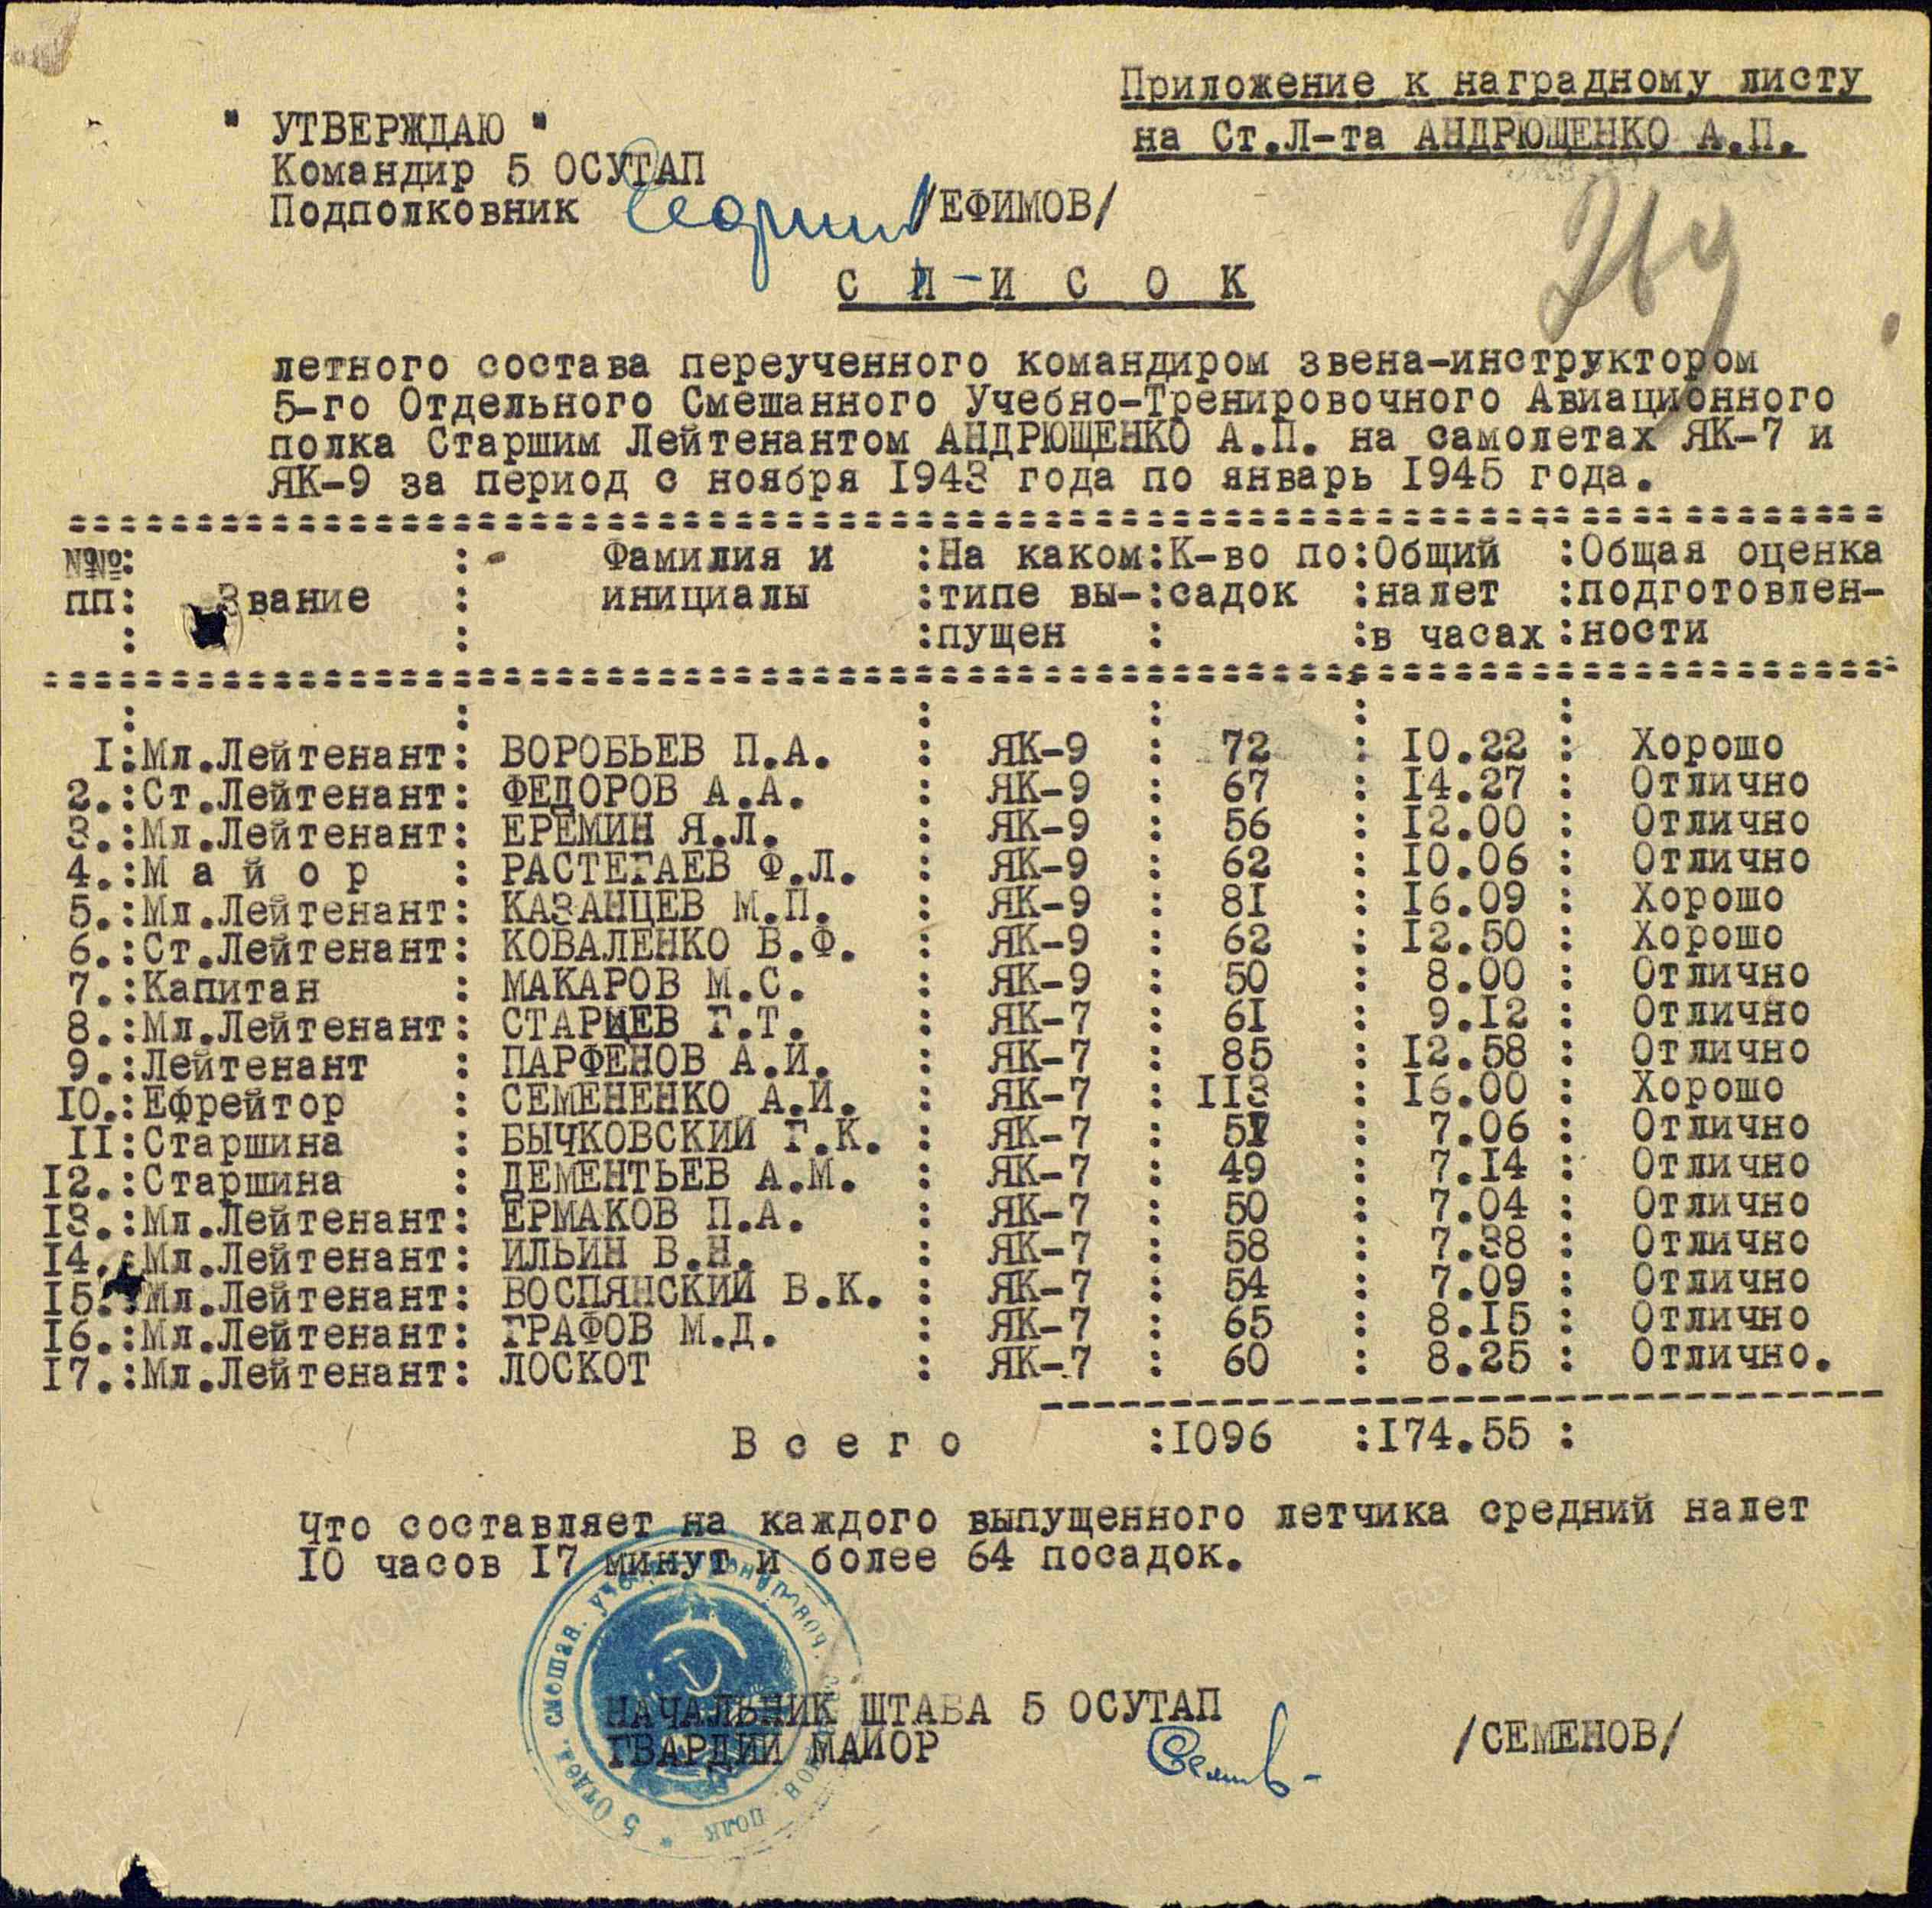 Приложение к наградному листу
на Ст.Л-та АНДРЮЩЕНКО А.П.
" УТВЕРЖДАЮ "
Командир 5 ОСУТАП
Подполковник /ЕФИМОВ/
С П И С О К
летного состава переученного командиром звена-инструктором
5-го Отдельного Смешанного Учебно-Тренировочного Авиационного
полка Старшим Лейтенантом АНДРЮЩЕНКО А.П. на самолетах ЯК-7 и
ЯК-9 за период с ноября 1943 года по январь 1945 года.
№№: : Фамилия и :На каком:К-во по:Общий :Общая оценка
пп: Звание : инициалы :типе вы-:садок :налет :подготовлен-
: : :пущен : :в часах :ности
I:Мл.Лейтенант: ВОРОБЬЕВ П.А. : ЯК-9 : 72 : I0.22 : Хорошо
2.:Ст.Лейтенант: ФЕДОРОВ А.А. : ЯК-9 : 67 : I4.27 : Отлично
3.:Мл.Лейтенант: ЕРЕМИН Я.Л. : ЯК-9 : 56 : I2.00 : Отлично
4.:М а й о р : РАСТЕГАЕВ Ф.Л. : ЯК-9 : 62 : I0.06 : Отлично
5.:Мл.Лейтенант: КАЗАНЦЕВ М.П. : ЯК-9 : 8I : I6.09 : Хорошо
6.:Ст.Лейтенант: КОВАЛЕНКО В.Ф. : ЯК-9 : 62 : I2.50 : Хорошо
7.:Капитан : МАКАРОВ М.С. : ЯК-9 : 50 : 8.00 : Отлично
8.:Мл.Лейтенант: СТАРЦЕВ Г.Т. : ЯК-7 : 6I : 9.I2 : Отлично
9.:Лейтенант : ПАРФЕНОВ А.И. : ЯК-7 : 85 : I2.58 : Отлично
I0.:Ефрейтор : СЕМЕНЕНКО А.И. : ЯК-7 : II3 : I6.00 : Хорошо
II:Старшина : БЫЧКОВСКИЙ Г.К. : ЯК-7 : 51 : 7.06 : Отлично
I2.:Старшина : ДЕМЕНТЬЕВ А.М. : ЯК-7 : 49 : 7.I4 : Отлично
I3.:Мл.Лейтенант: ЕРМАКОВ П.А. : ЯК-7 : 50 : 7.04 : Отлично
I4.:Мл.Лейтенант: ИЛЬИН В.Н. : ЯК-7 : 58 : 7.38 : Отлично
I5.:Мл.Лейтенант: ВОСПЯНСКИЙ В.К. : ЯК-7 : 54 : 7.09 : Отлично
I6.:Мл.Лейтенант: ГРАФОВ М.Д. : ЯК-7 : 65 : 8.I5 : Отлично
I7.:Мл.Лейтенант: ЛОСКОТ : ЯК-7 : 60 : 8.25 : Отлично.
В с е г о :I096 :I74.55 :
Что составляет на каждого выпущенного летчика средний налет
I0 часов I7 минут и более 64 посадок.
НАЧАЛЬНИК ШТАБА 5 ОСУТАП
ГВАРДИИ МАЙОР /СЕМЕНОВ/